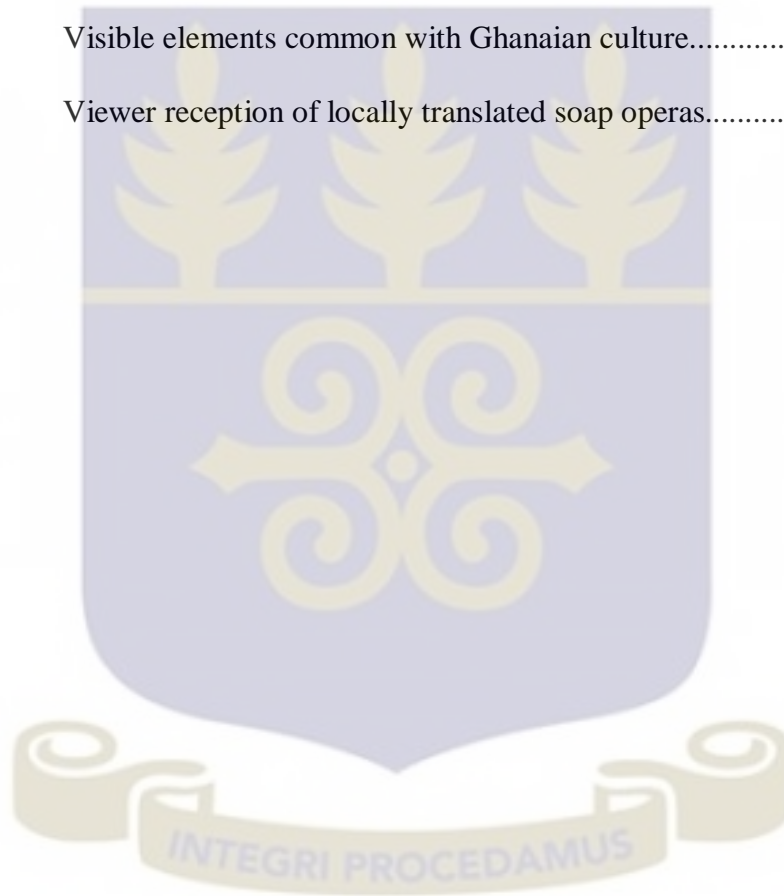 Visible elements common with Ghanaian culture............
Viewer reception of locally translated soap operas..........
INTEGRI PROCEDAMUS